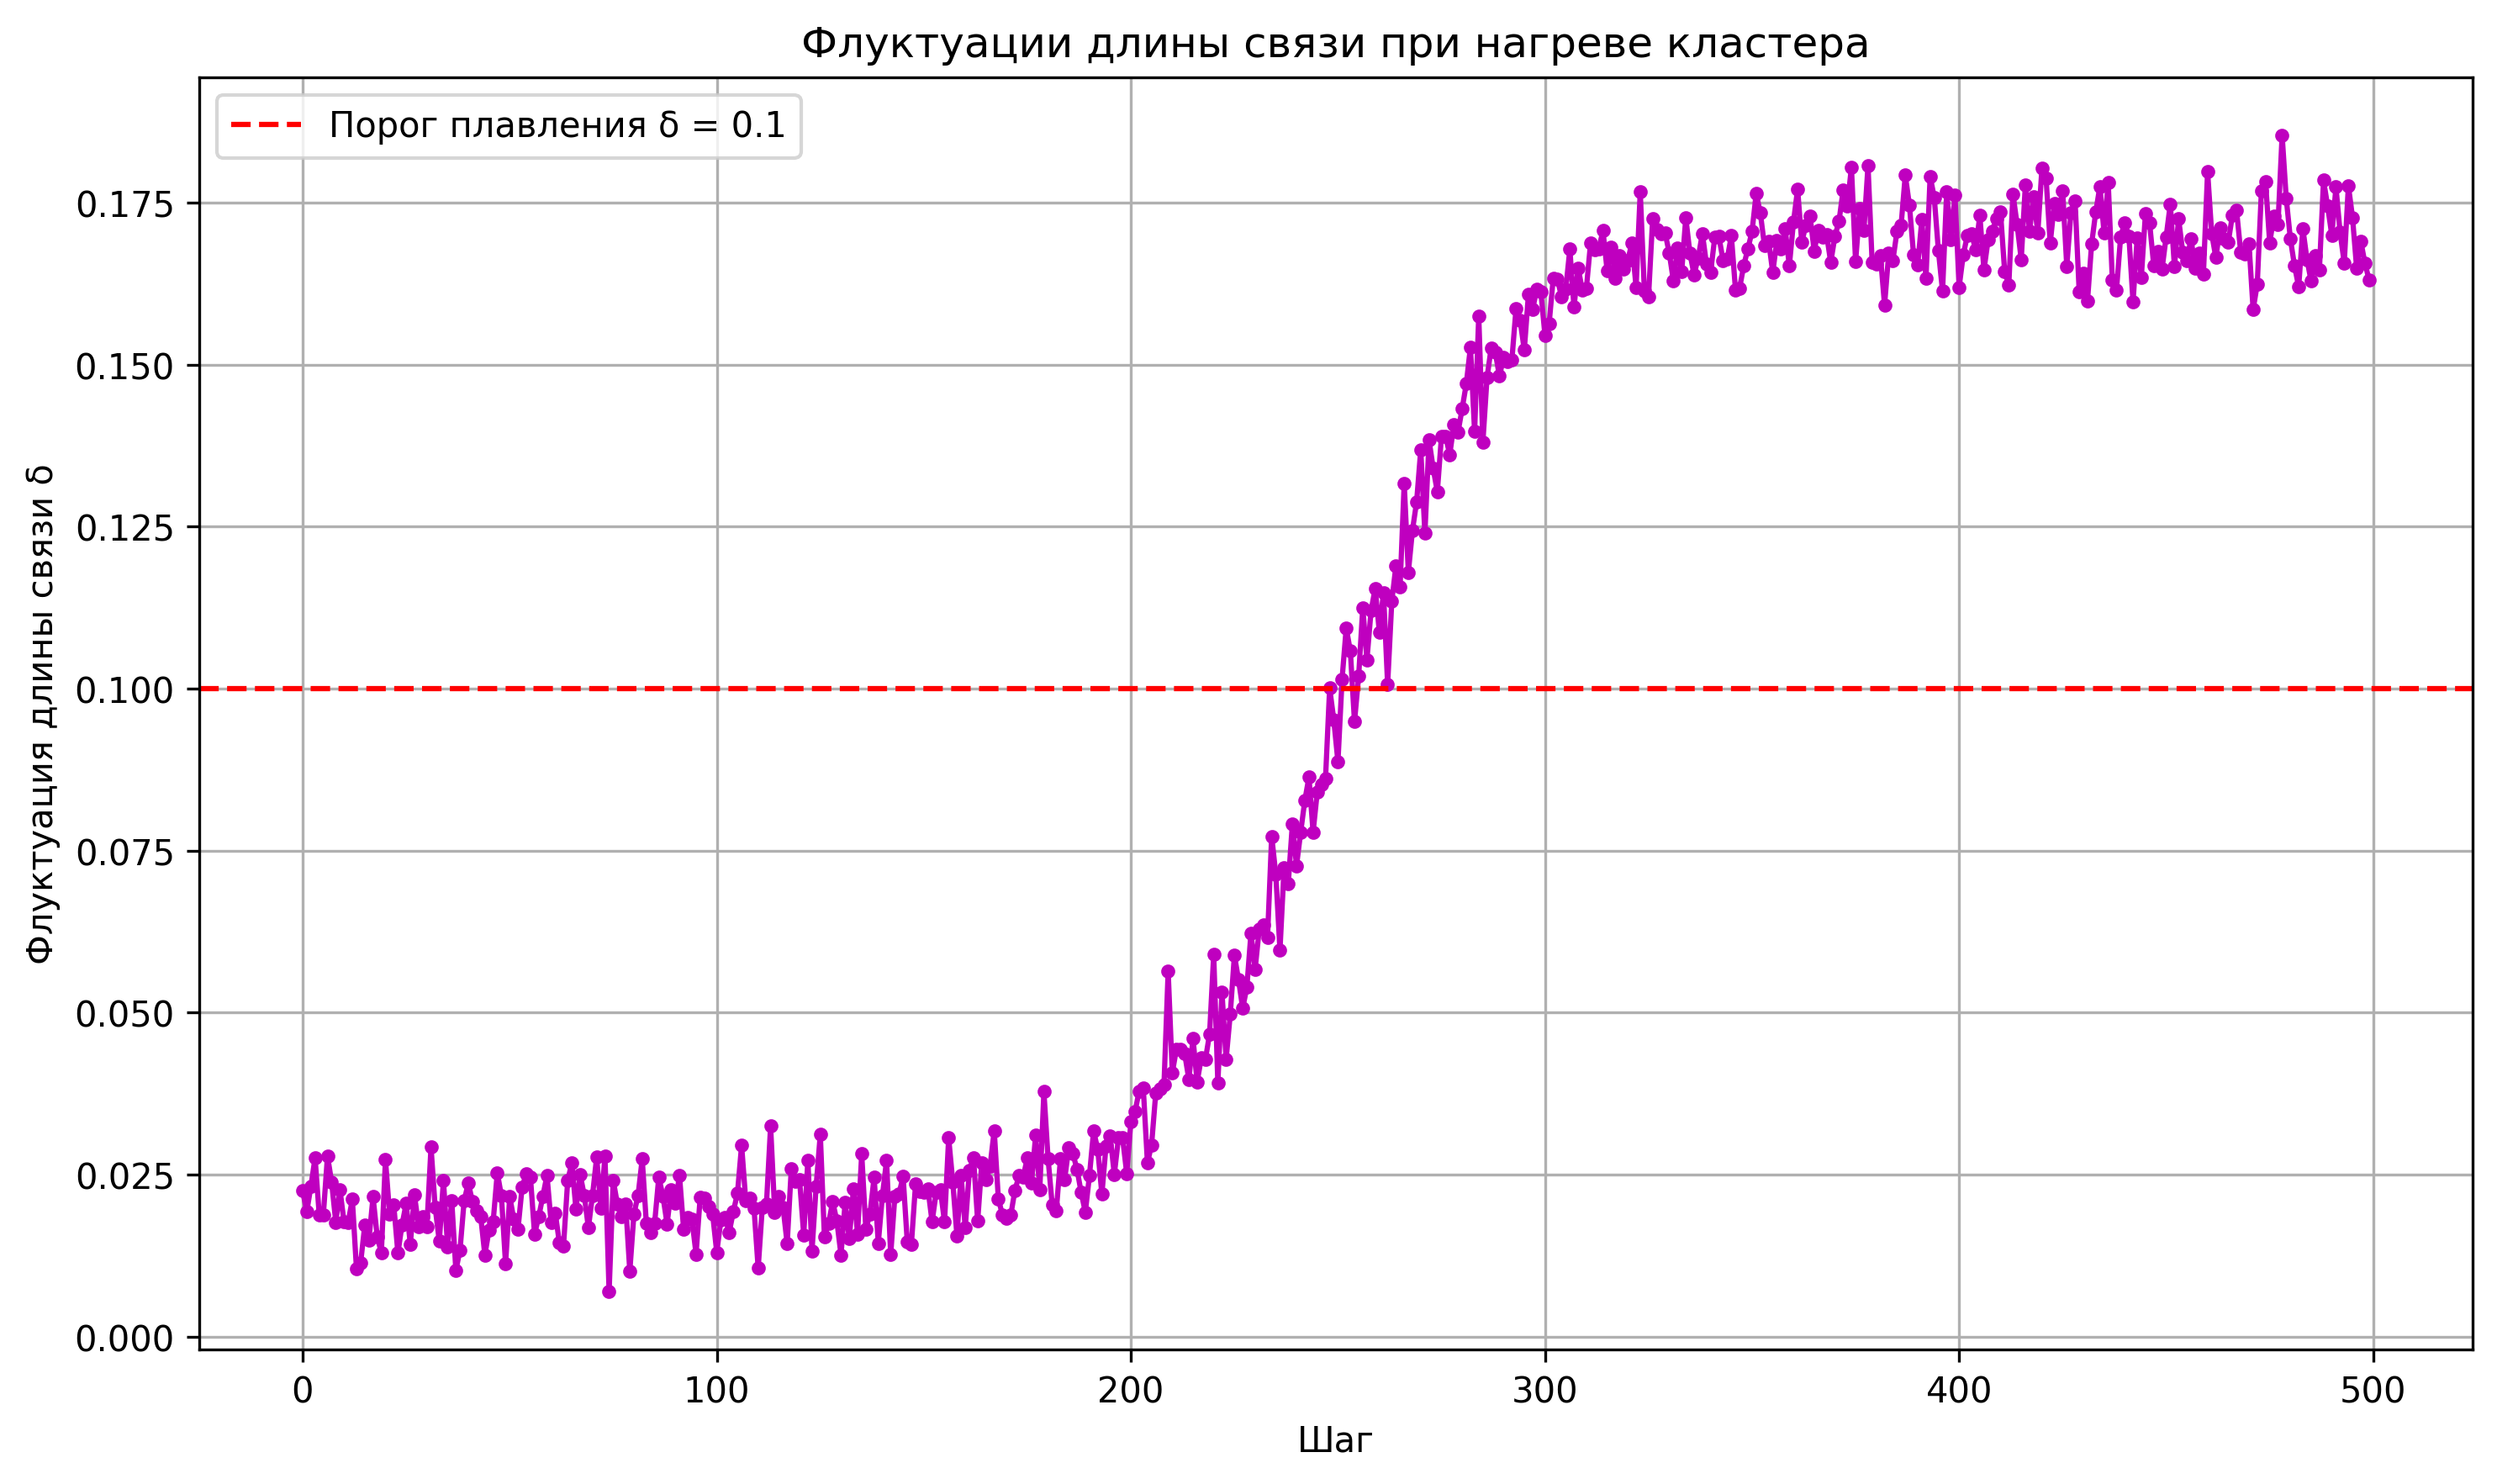 Флуктуации длины связи при нагреве кластера
Порог плавления δ = 0.1
0.175
0.150
0.125
0.100
0.075
0.050
0.025
0.000
Флуктуация длины связи δ
0 100 200 300 400 500
Шаг